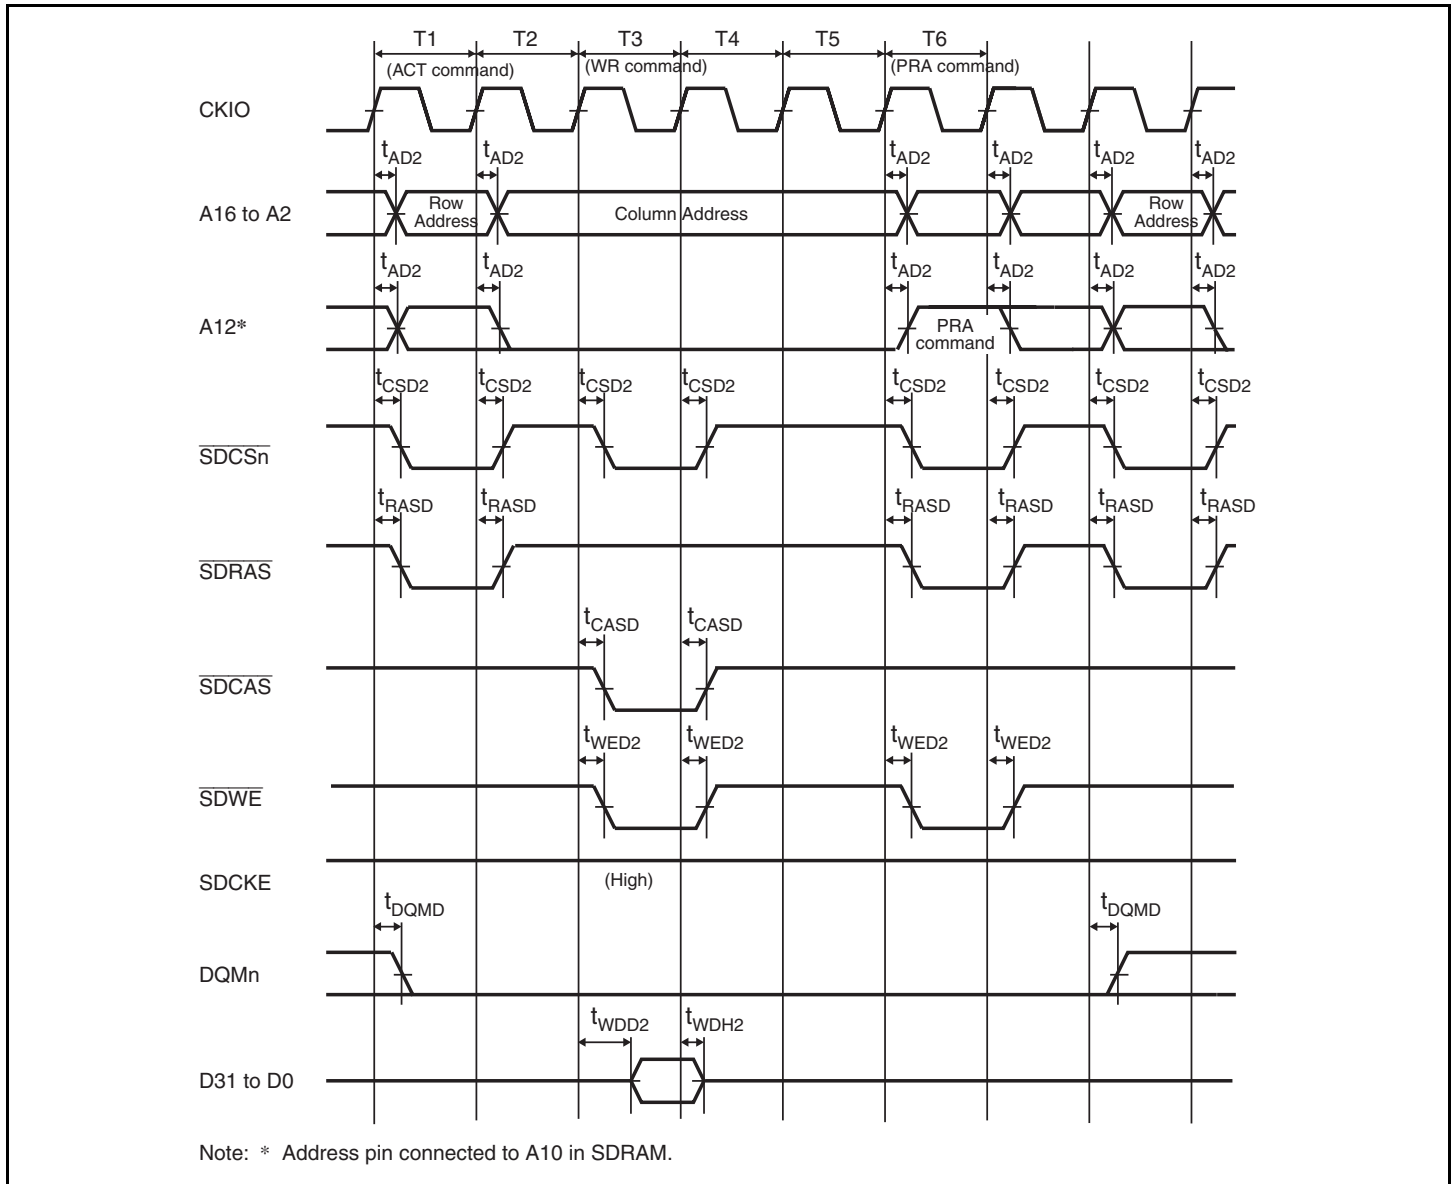 T1 T2 T3 T4 T5 T6
(ACT command) (WR command) (PRA command)
CKIO
tAD2 tAD2 tAD2 tAD2 tAD2 tAD2
A16 to A2 Row Address Column Address Row Address
tAD2 tAD2 tAD2 tAD2 tAD2 tAD2
A12* PRA command
tCSD2 tCSD2 tCSD2 tCSD2 tCSD2 tCSD2 tCSD2 tCSD2
SDCSn
tRASD tRASD tRASD tRASD tRASD tRASD
SDRAS
tCASD tCASD
SDCAS
tWED2 tWED2 tWED2 tWED2
SDWE
SDCKE (High)
tDQMD tDQMD
DQMn
tWDD2 tWDH2
D31 to D0
Note: * Address pin connected to A10 in SDRAM.